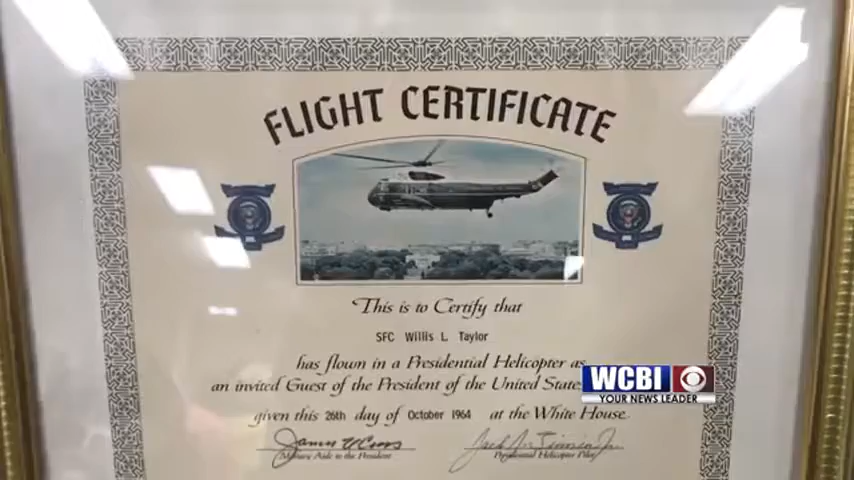 FLIGHT CERTIFICATE
This is to Certify that
SFC Willis L. Taylor
has flown in a Presidential Helicopter as
an invited Guest of the President of the United States
given this 26th day of October 1964 at the White House
Military Aide to the President
Presidential Helicopter Pilot
WCBI
YOUR NEWS LEADER